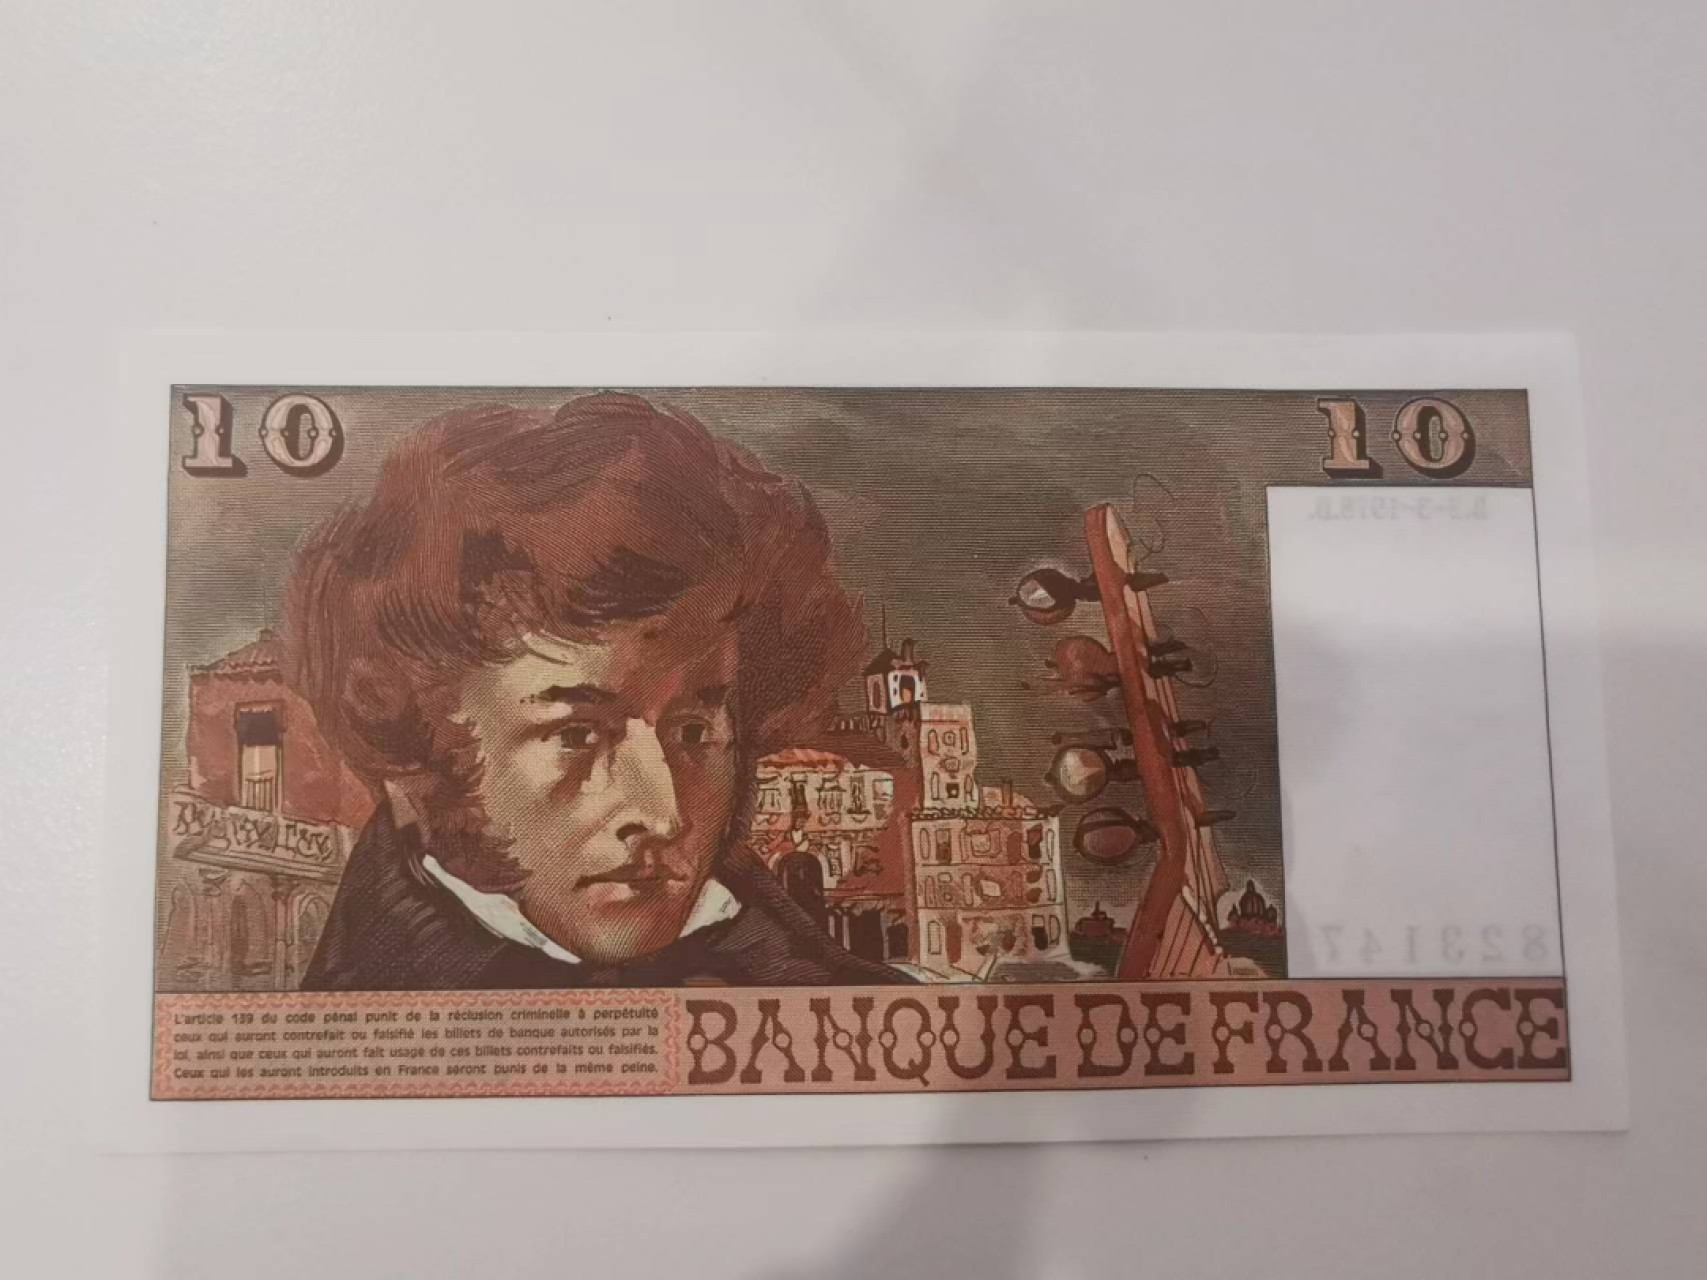 10 10
L'article 139 du code pénal punit de la réclusion criminelle à perpétuité
ceux qui auront contrefait ou falsifié les billets de banque autorisés par la
loi, ainsi que ceux qui auront fait usage de ces billets contrefaits ou falsifiés.
Ceux qui les auront introduits en France seront punis de la même peine.
BANQUE DE FRANCE
8231147